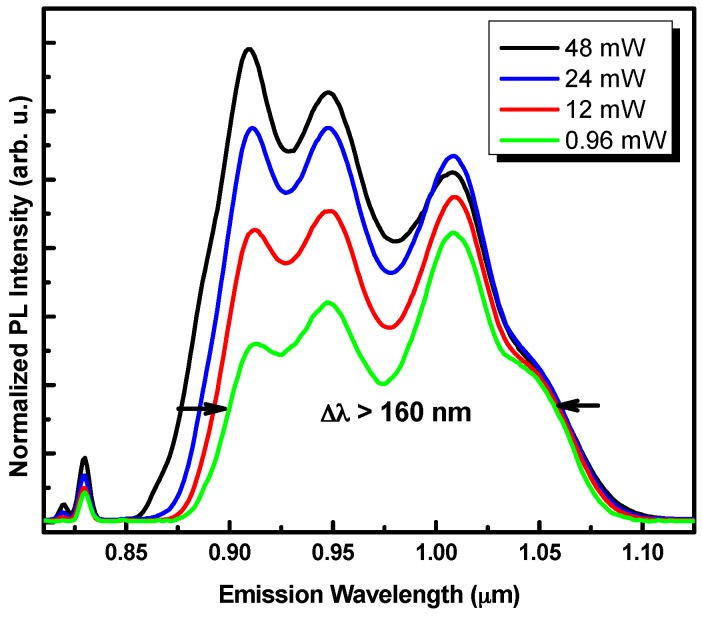 48 mW
24 mW
12 mW
0.96 mW
Normalized PL Intensity (arb. u.)
Δλ > 160 nm
0.85 0.90 0.95 1.00 1.05 1.10
Emission Wavelength (μm)